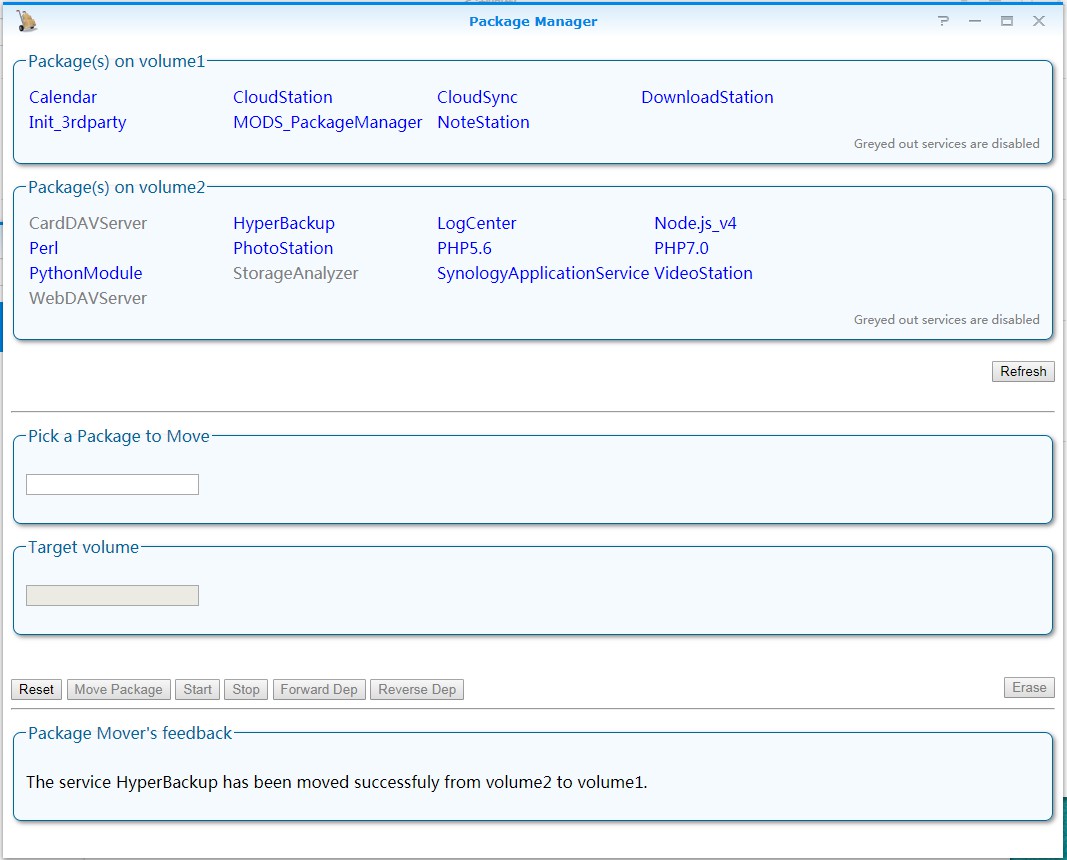 Package Manager
Package(s) on volume1
Calendar CloudStation CloudSync DownloadStation
Init_3rdparty MODS_PackageManager NoteStation
Greyed out services are disabled
Package(s) on volume2
CardDAVServer HyperBackup LogCenter Node.js_v4
Perl PhotoStation PHP5.6 PHP7.0
PythonModule StorageAnalyzer SynologyApplicationService VideoStation
WebDAVServer
Greyed out services are disabled
Refresh
Pick a Package to Move
Target volume
Reset Move Package Start Stop Forward Dep Reverse Dep Erase
Package Mover's feedback
The service HyperBackup has been moved successfuly from volume2 to volume1.